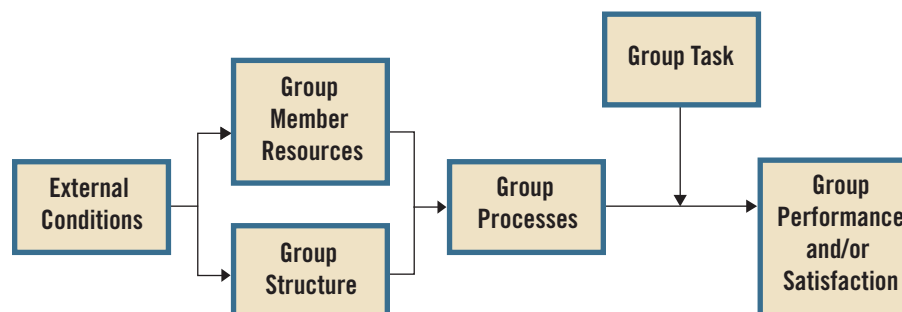 Group Task
Group
Member
Resources
External
Conditions
Group
Structure
Group
Processes
Group
Performance
and/or
Satisfaction